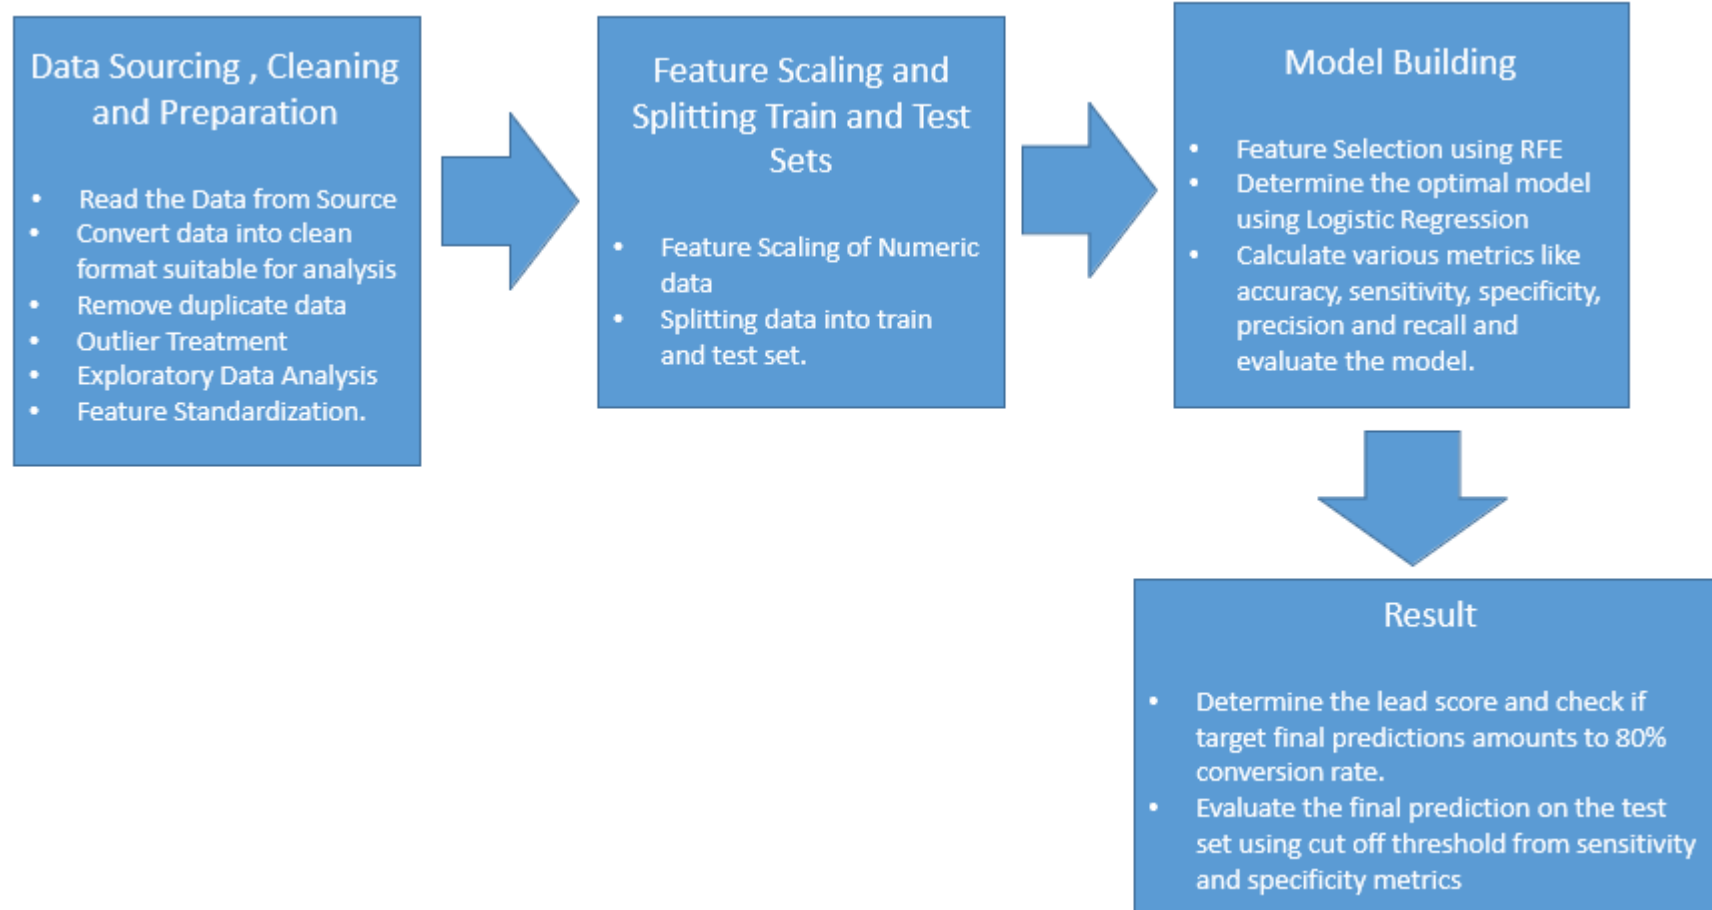 Data Sourcing , Cleaning
and Preparation
• Read the Data from Source
• Convert data into clean
format suitable for analysis
• Remove duplicate data
• Outlier Treatment
• Exploratory Data Analysis
• Feature Standardization.
Feature Scaling and
Splitting Train and Test
Sets
• Feature Scaling of Numeric
data
• Splitting data into train
and test set.
Model Building
• Feature Selection using RFE
• Determine the optimal model
using Logistic Regression
• Calculate various metrics like
accuracy, sensitivity, specificity,
precision and recall and
evaluate the model.
Result
• Determine the lead score and check if
target final predictions amounts to 80%
conversion rate.
• Evaluate the final prediction on the test
set using cut off threshold from sensitivity
and specificity metrics